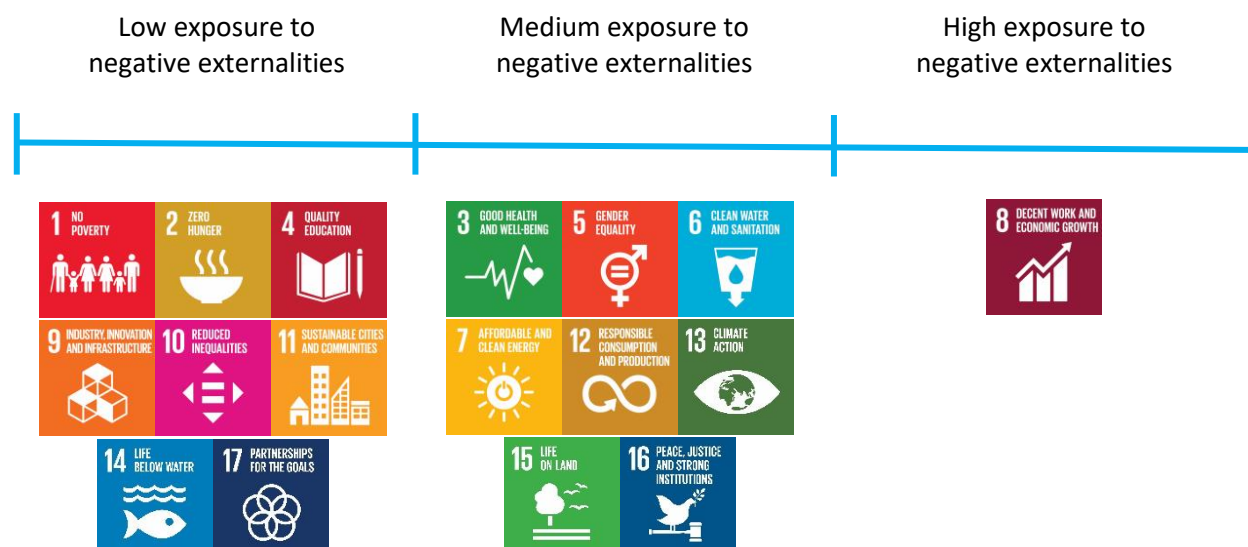 Low exposure to
negative externalities
Medium exposure to
negative externalities
High exposure to
negative externalities
1 NO
POVERTY
2 ZERO
HUNGER
4 QUALITY
EDUCATION
3 GOOD HEALTH
AND WELL-BEING
5 GENDER
EQUALITY
6 CLEAN WATER
AND SANITATION
8 DECENT WORK AND
ECONOMIC GROWTH
9 INDUSTRY, INNOVATION
AND INFRASTRUCTURE
10 REDUCED
INEQUALITIES
11 SUSTAINABLE CITIES
AND COMMUNITIES
7 AFFORDABLE AND
CLEAN ENERGY
12 RESPONSIBLE
CONSUMPTION
AND PRODUCTION
13 CLIMATE
ACTION
14 LIFE
BELOW WATER
17 PARTNERSHIPS
FOR THE GOALS
15 LIFE
ON LAND
16 PEACE, JUSTICE
AND STRONG
INSTITUTIONS